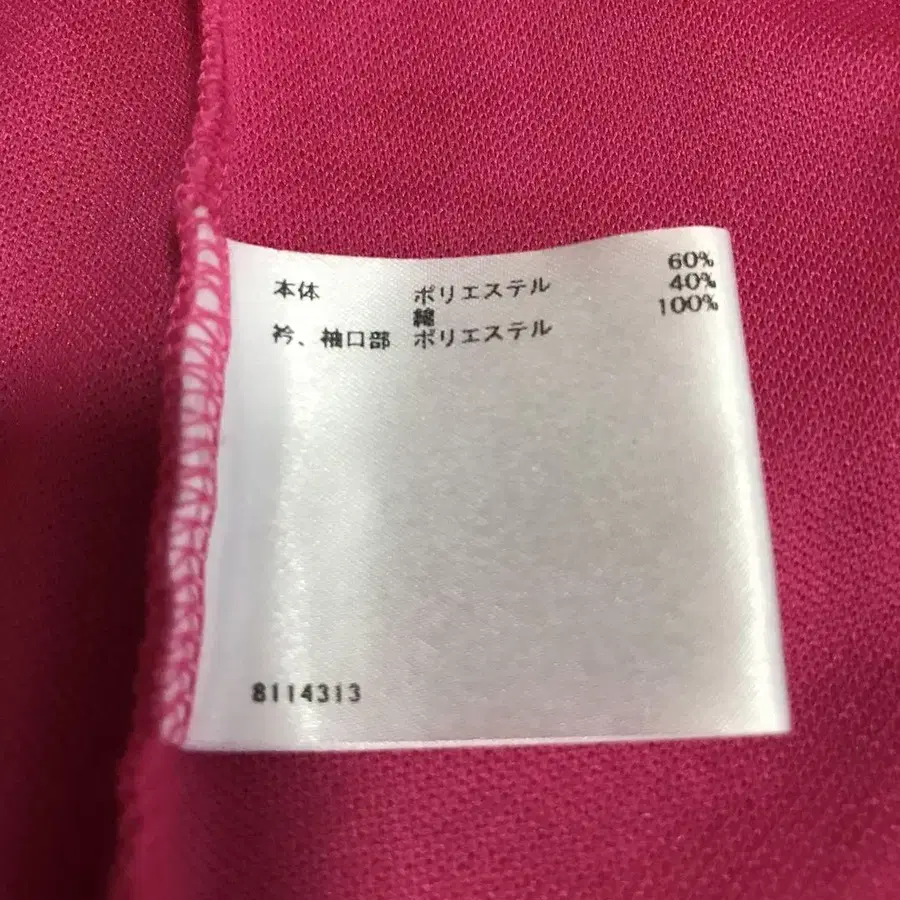 本体 ポリエステル 60%
綿 40%
衿、袖口部 ポリエステル 100%
8114313